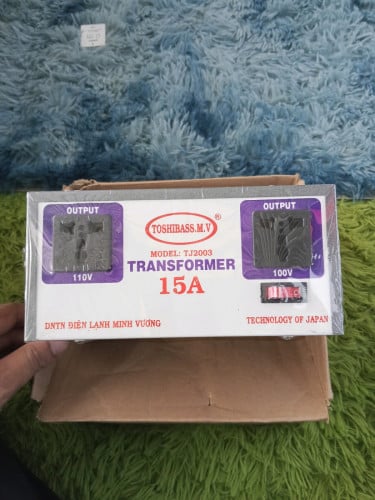 OUTPUT
110V
TOSHIBASS.M.V
MODEL: TJ2003
TRANSFORMER
15A
OUTPUT
100V
DNTN ĐIỆN LẠNH MINH VƯƠNG
TECHNOLOGY OF JAPAN